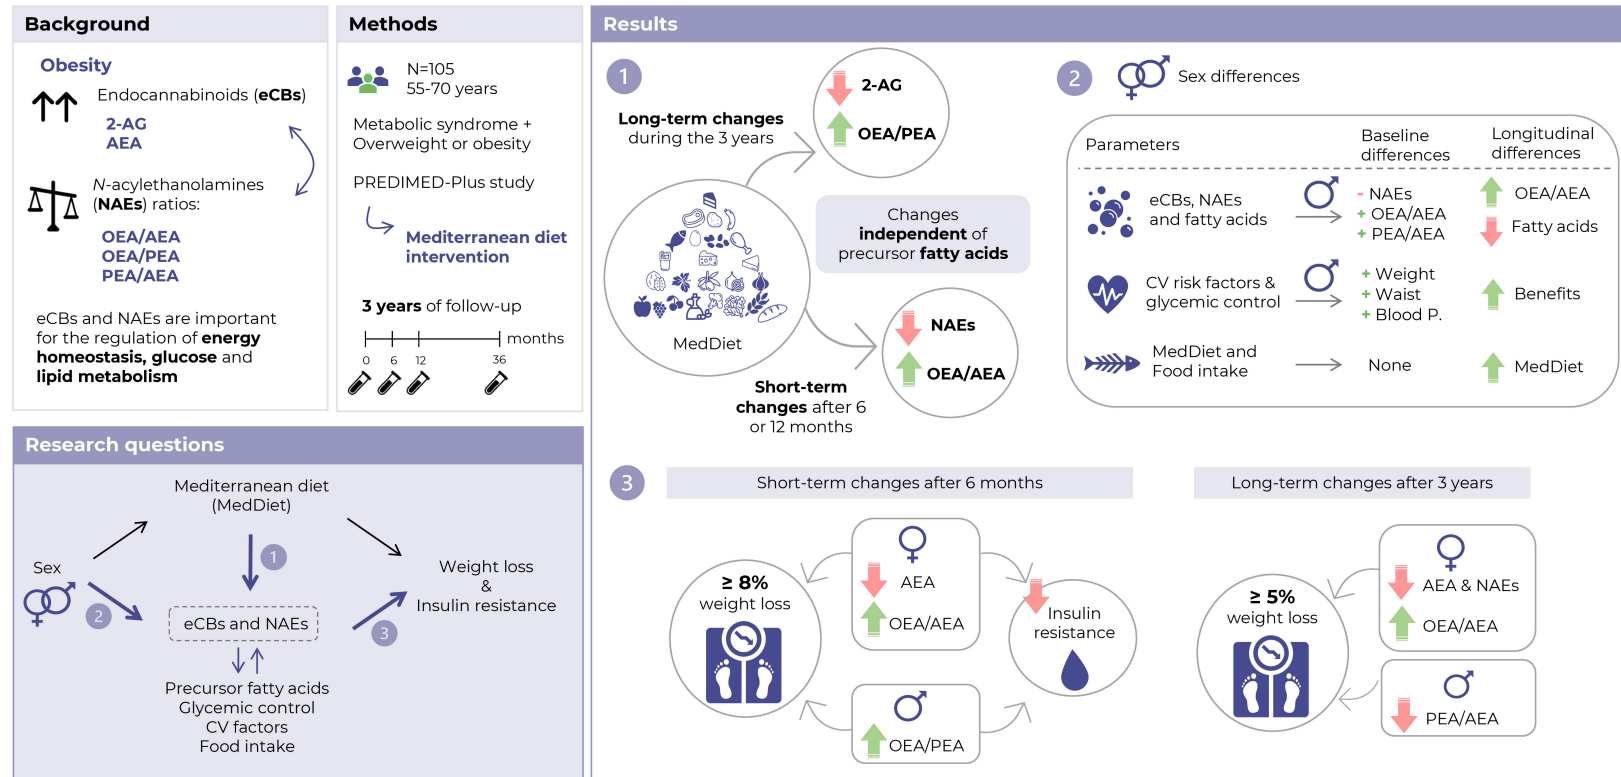 Background
Obesity
Endocannabinoids (eCBs)
2-AG
AEA
N-acylethanolamines
(NAEs) ratios:
OEA/AEA
OEA/PEA
PEA/AEA
eCBs and NAEs are important
for the regulation of energy
homeostasis, glucose and
lipid metabolism
Methods
N=105
55-70 years
Metabolic syndrome +
Overweight or obesity
PREDIMED-Plus study
Mediterranean diet
intervention
3 years of follow-up
months
0 6 12 36
Research questions
Mediterranean diet
(MedDiet)
1
Sex
2
eCBs and NAEs
3
Weight loss
&
Insulin resistance
Precursor fatty acids
Glycemic control
CV factors
Food intake
Results
1
Long-term changes
during the 3 years
2-AG
OEA/PEA
MedDiet
Changes
independent of
precursor fatty acids
Short-term
changes after 6
or 12 months
NAEs
OEA/AEA
2
Sex differences
Parameters
Baseline
differences
Longitudinal
differences
eCBs, NAEs
and fatty acids
- NAEs
+ OEA/AEA
+ PEA/AEA
OEA/AEA
Fatty acids
CV risk factors &
glycemic control
+ Weight
+ Waist
+ Blood P.
Benefits
MedDiet and
Food intake
None
MedDiet
3
Short-term changes after 6 months
≥ 8%
weight loss
AEA
OEA/AEA
OEA/PEA
Insulin
resistance
Long-term changes after 3 years
≥ 5%
weight loss
AEA & NAEs
OEA/AEA
PEA/AEA